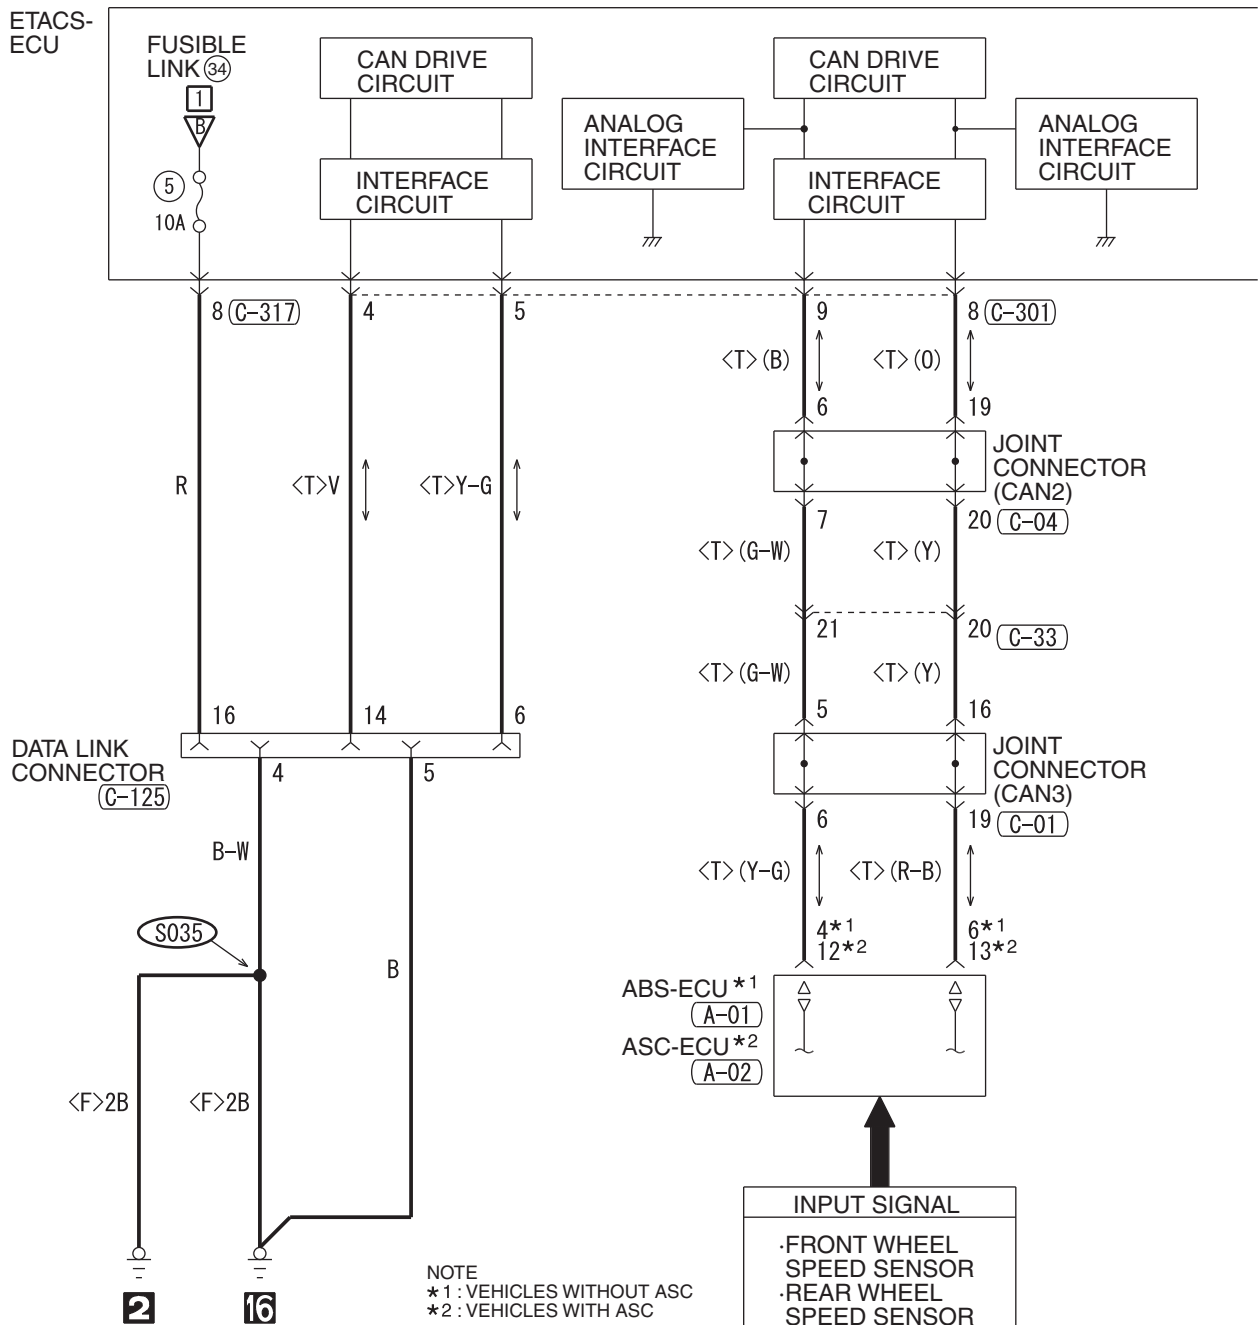 ETACS-
ECU
FUSIBLE
LINK 34
1
B
5
10A
CAN DRIVE
CIRCUIT
INTERFACE
CIRCUIT
ANALOG
INTERFACE
CIRCUIT
CAN DRIVE
CIRCUIT
INTERFACE
CIRCUIT
ANALOG
INTERFACE
CIRCUIT
8 C-317
4
5
9
8 C-301
<T>(B)
<T>(O)
6
19
JOINT
CONNECTOR
(CAN2)
R
<T>V
<T>Y-G
7
20 C-04
<T>(G-W)
<T>(Y)
21
20 C-33
<T>(G-W)
<T>(Y)
5
16
16
14
6
DATA LINK
CONNECTOR
C-125
4
5
JOINT
CONNECTOR
(CAN3)
6
19 C-01
B-W
<T>(Y-G)
<T>(R-B)
S035
B
4*1
12*2
6*1
13*2
ABS-ECU*1
A-01
ASC-ECU*2
A-02
<F>2B
<F>2B
INPUT SIGNAL
·FRONT WHEEL
SPEED SENSOR
·REAR WHEEL
SPEED SENSOR
2
16
NOTE
*1 : VEHICLES WITHOUT ASC
*2 : VEHICLES WITH ASC